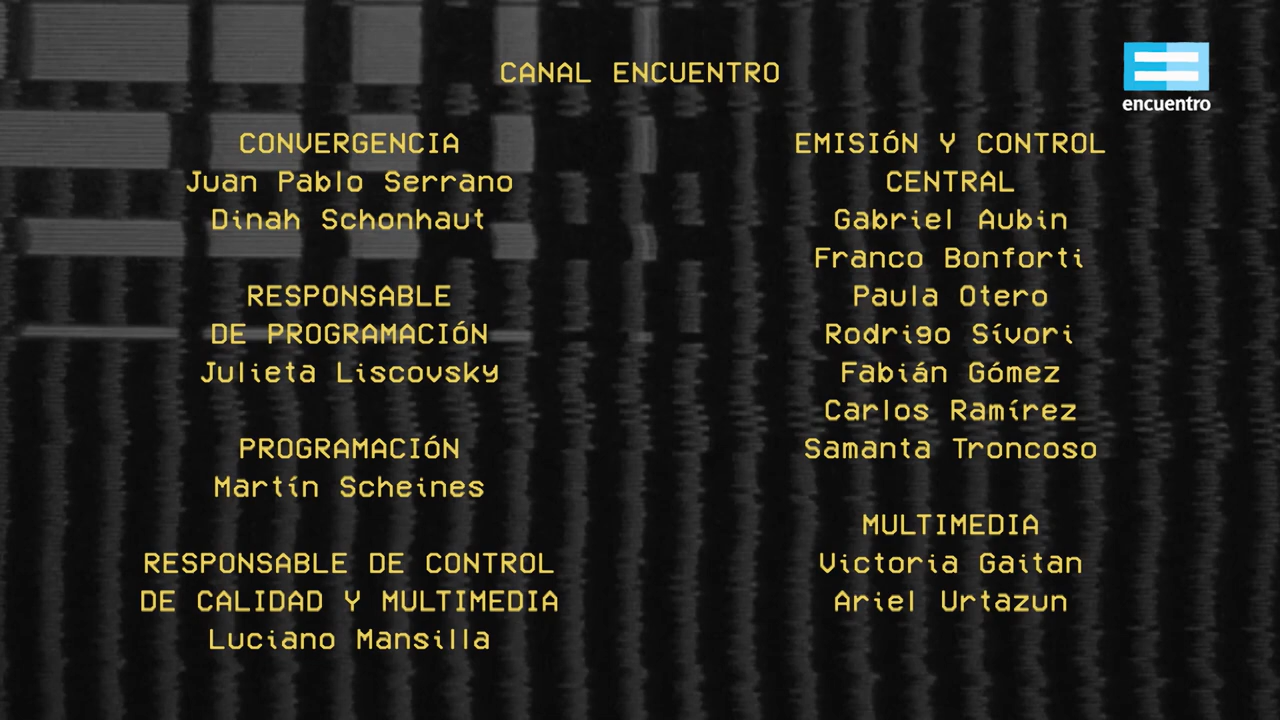 CANAL ENCUENTRO
encuentro
CONVERGENCIA
Juan Pablo Serrano
Dinah Schonhaut
RESPONSABLE
DE PROGRAMACIÓN
Julieta Liscovsky
PROGRAMACIÓN
Martín Scheines
RESPONSABLE DE CONTROL
DE CALIDAD Y MULTIMEDIA
Luciano Mansilla
EMISIÓN Y CONTROL
CENTRAL
Gabriel Aubin
Franco Bonforti
Paula Otero
Rodrigo Sívori
Fabián Gómez
Carlos Ramírez
Samanta Troncoso
MULTIMEDIA
Victoria Gaitan
Ariel Urtazun